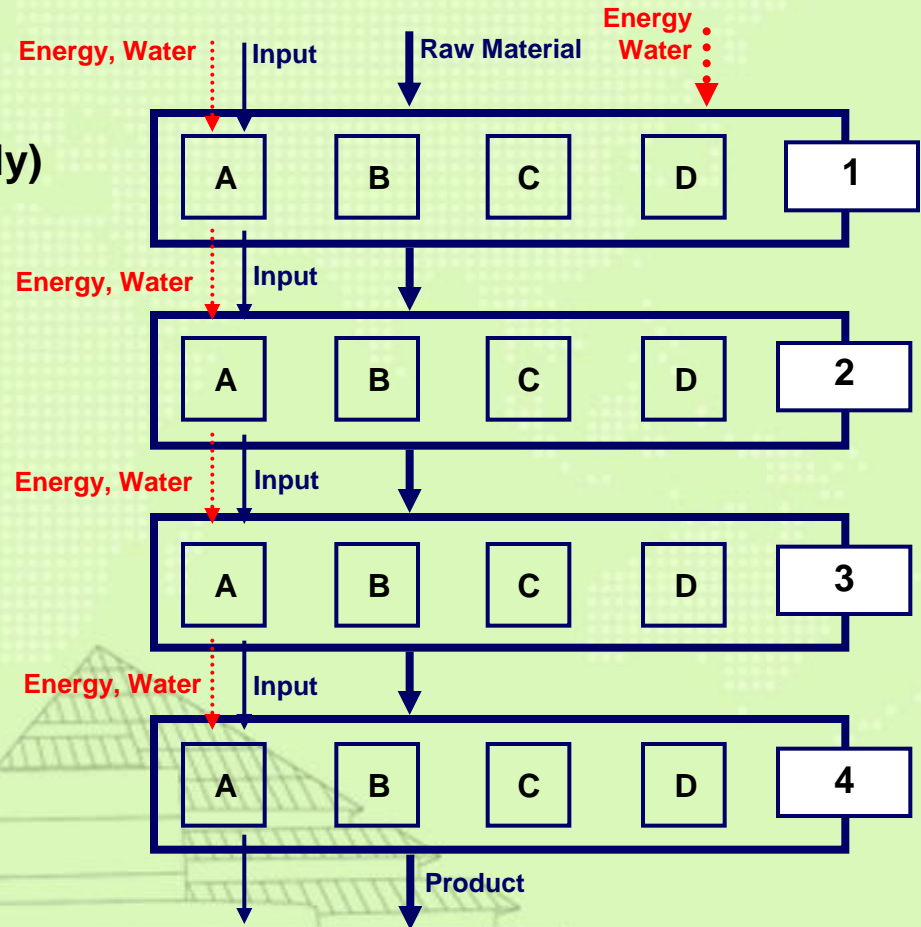 Energy
Energy, Water Input Raw Material Water
ly)
A B C D 1
Energy, Water Input
A B C D 2
Energy, Water Input
A B C D 3
Energy, Water Input
A B C D 4
Product